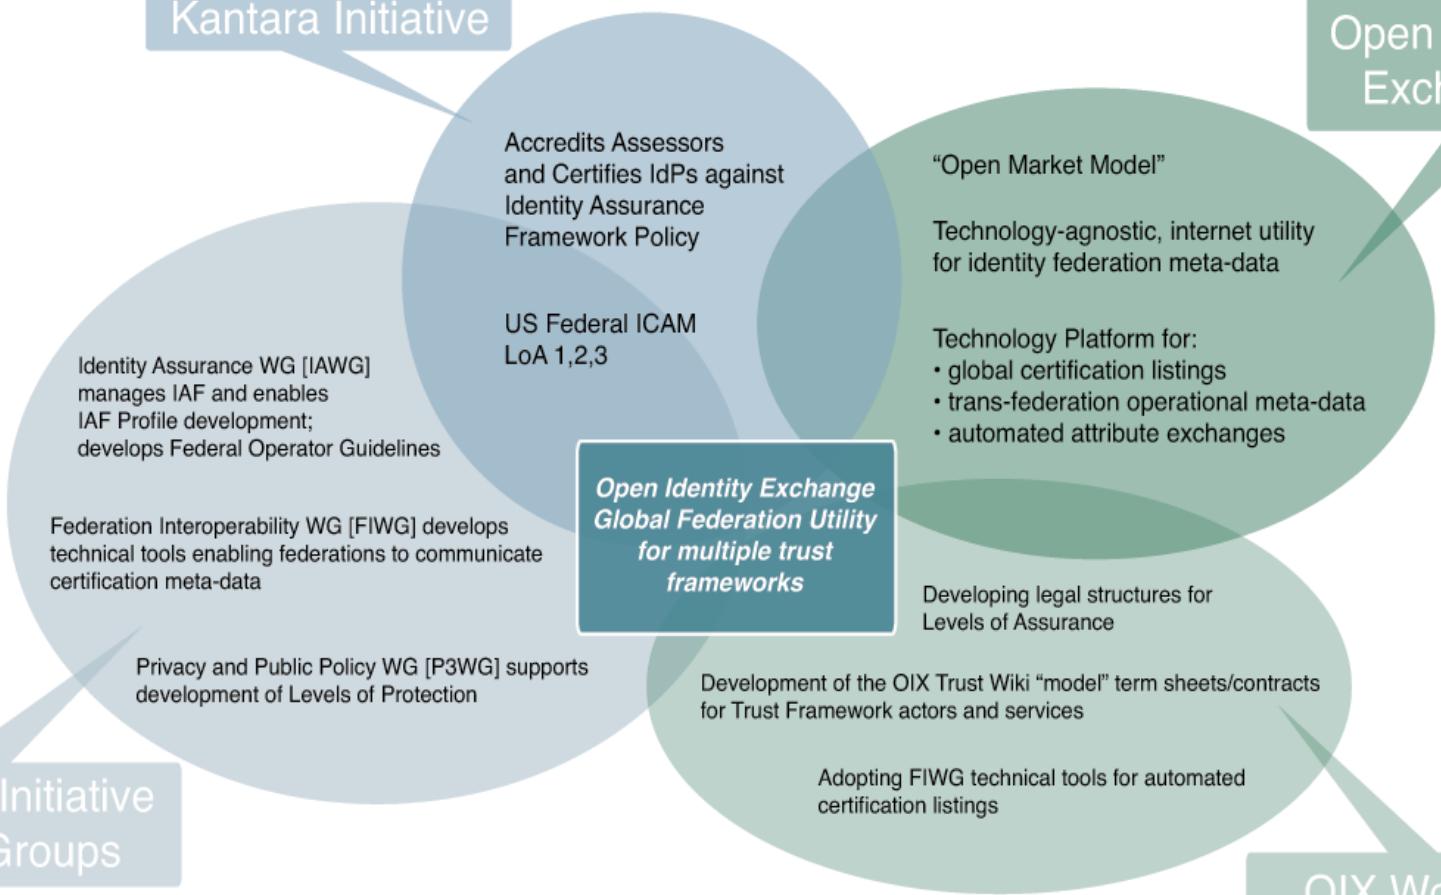 Kantara Initiative
Open
Accredits Assessors
and Certifies IdPs against
Identity Assurance
Framework Policy
US Federal ICAM
LoA 1,2,3
“Open Market Model”
Technology-agnostic, internet utility
for identity federation meta-data
Technology Platform for:
• global certification listings
• trans-federation operational meta-data
• automated attribute exchanges
Identity Assurance WG [IAWG]
manages IAF and enables
IAF Profile development;
develops Federal Operator Guidelines
Federation Interoperability WG [FIWG] develops
technical tools enabling federations to communicate
certification meta-data
Privacy and Public Policy WG [P3WG] supports
development of Levels of Protection
Open Identity Exchange
Global Federation Utility
for multiple trust
frameworks
Developing legal structures for
Levels of Assurance
Development of the OIX Trust Wiki “model” term sheets/contracts
for Trust Framework actors and services
Adopting FIWG technical tools for automated
certification listings
Initiative
Groups
OIX